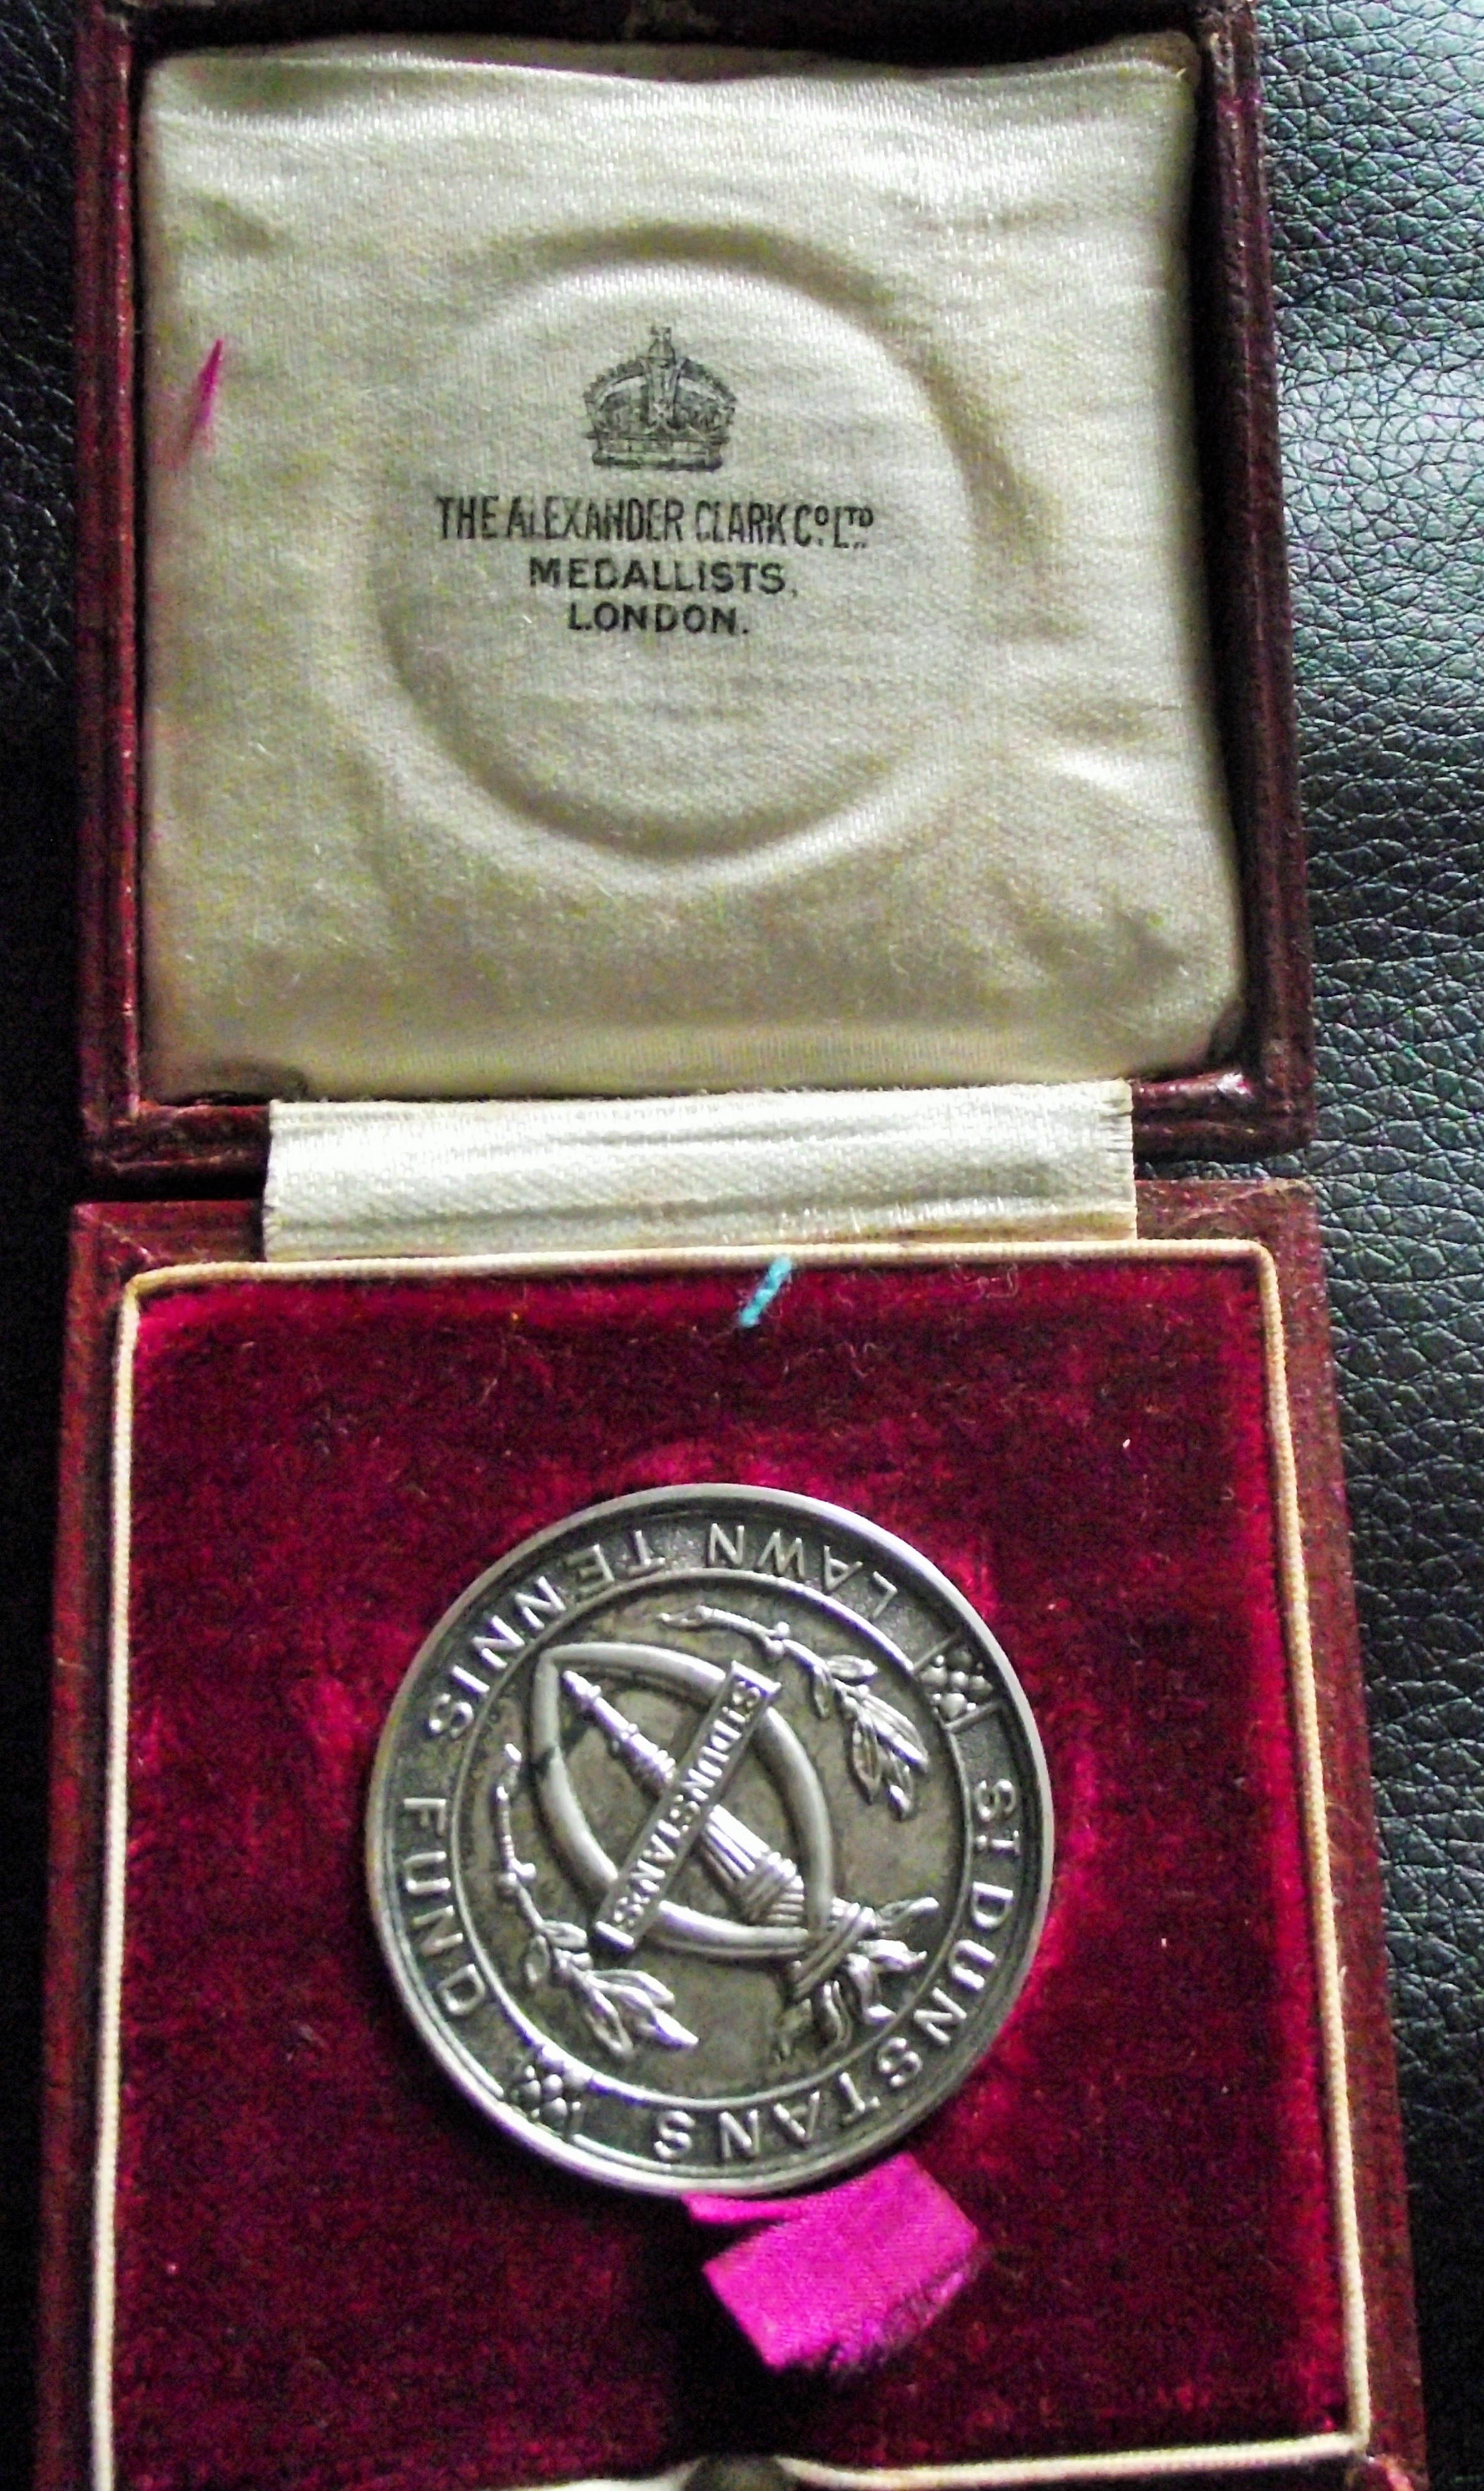 THE ALEXANDER CLARK Cº. LTD.
MEDALLISTS,
LONDON.
ST DUNSTANS
LAWN TENNIS FUND
ST DUNSTANS